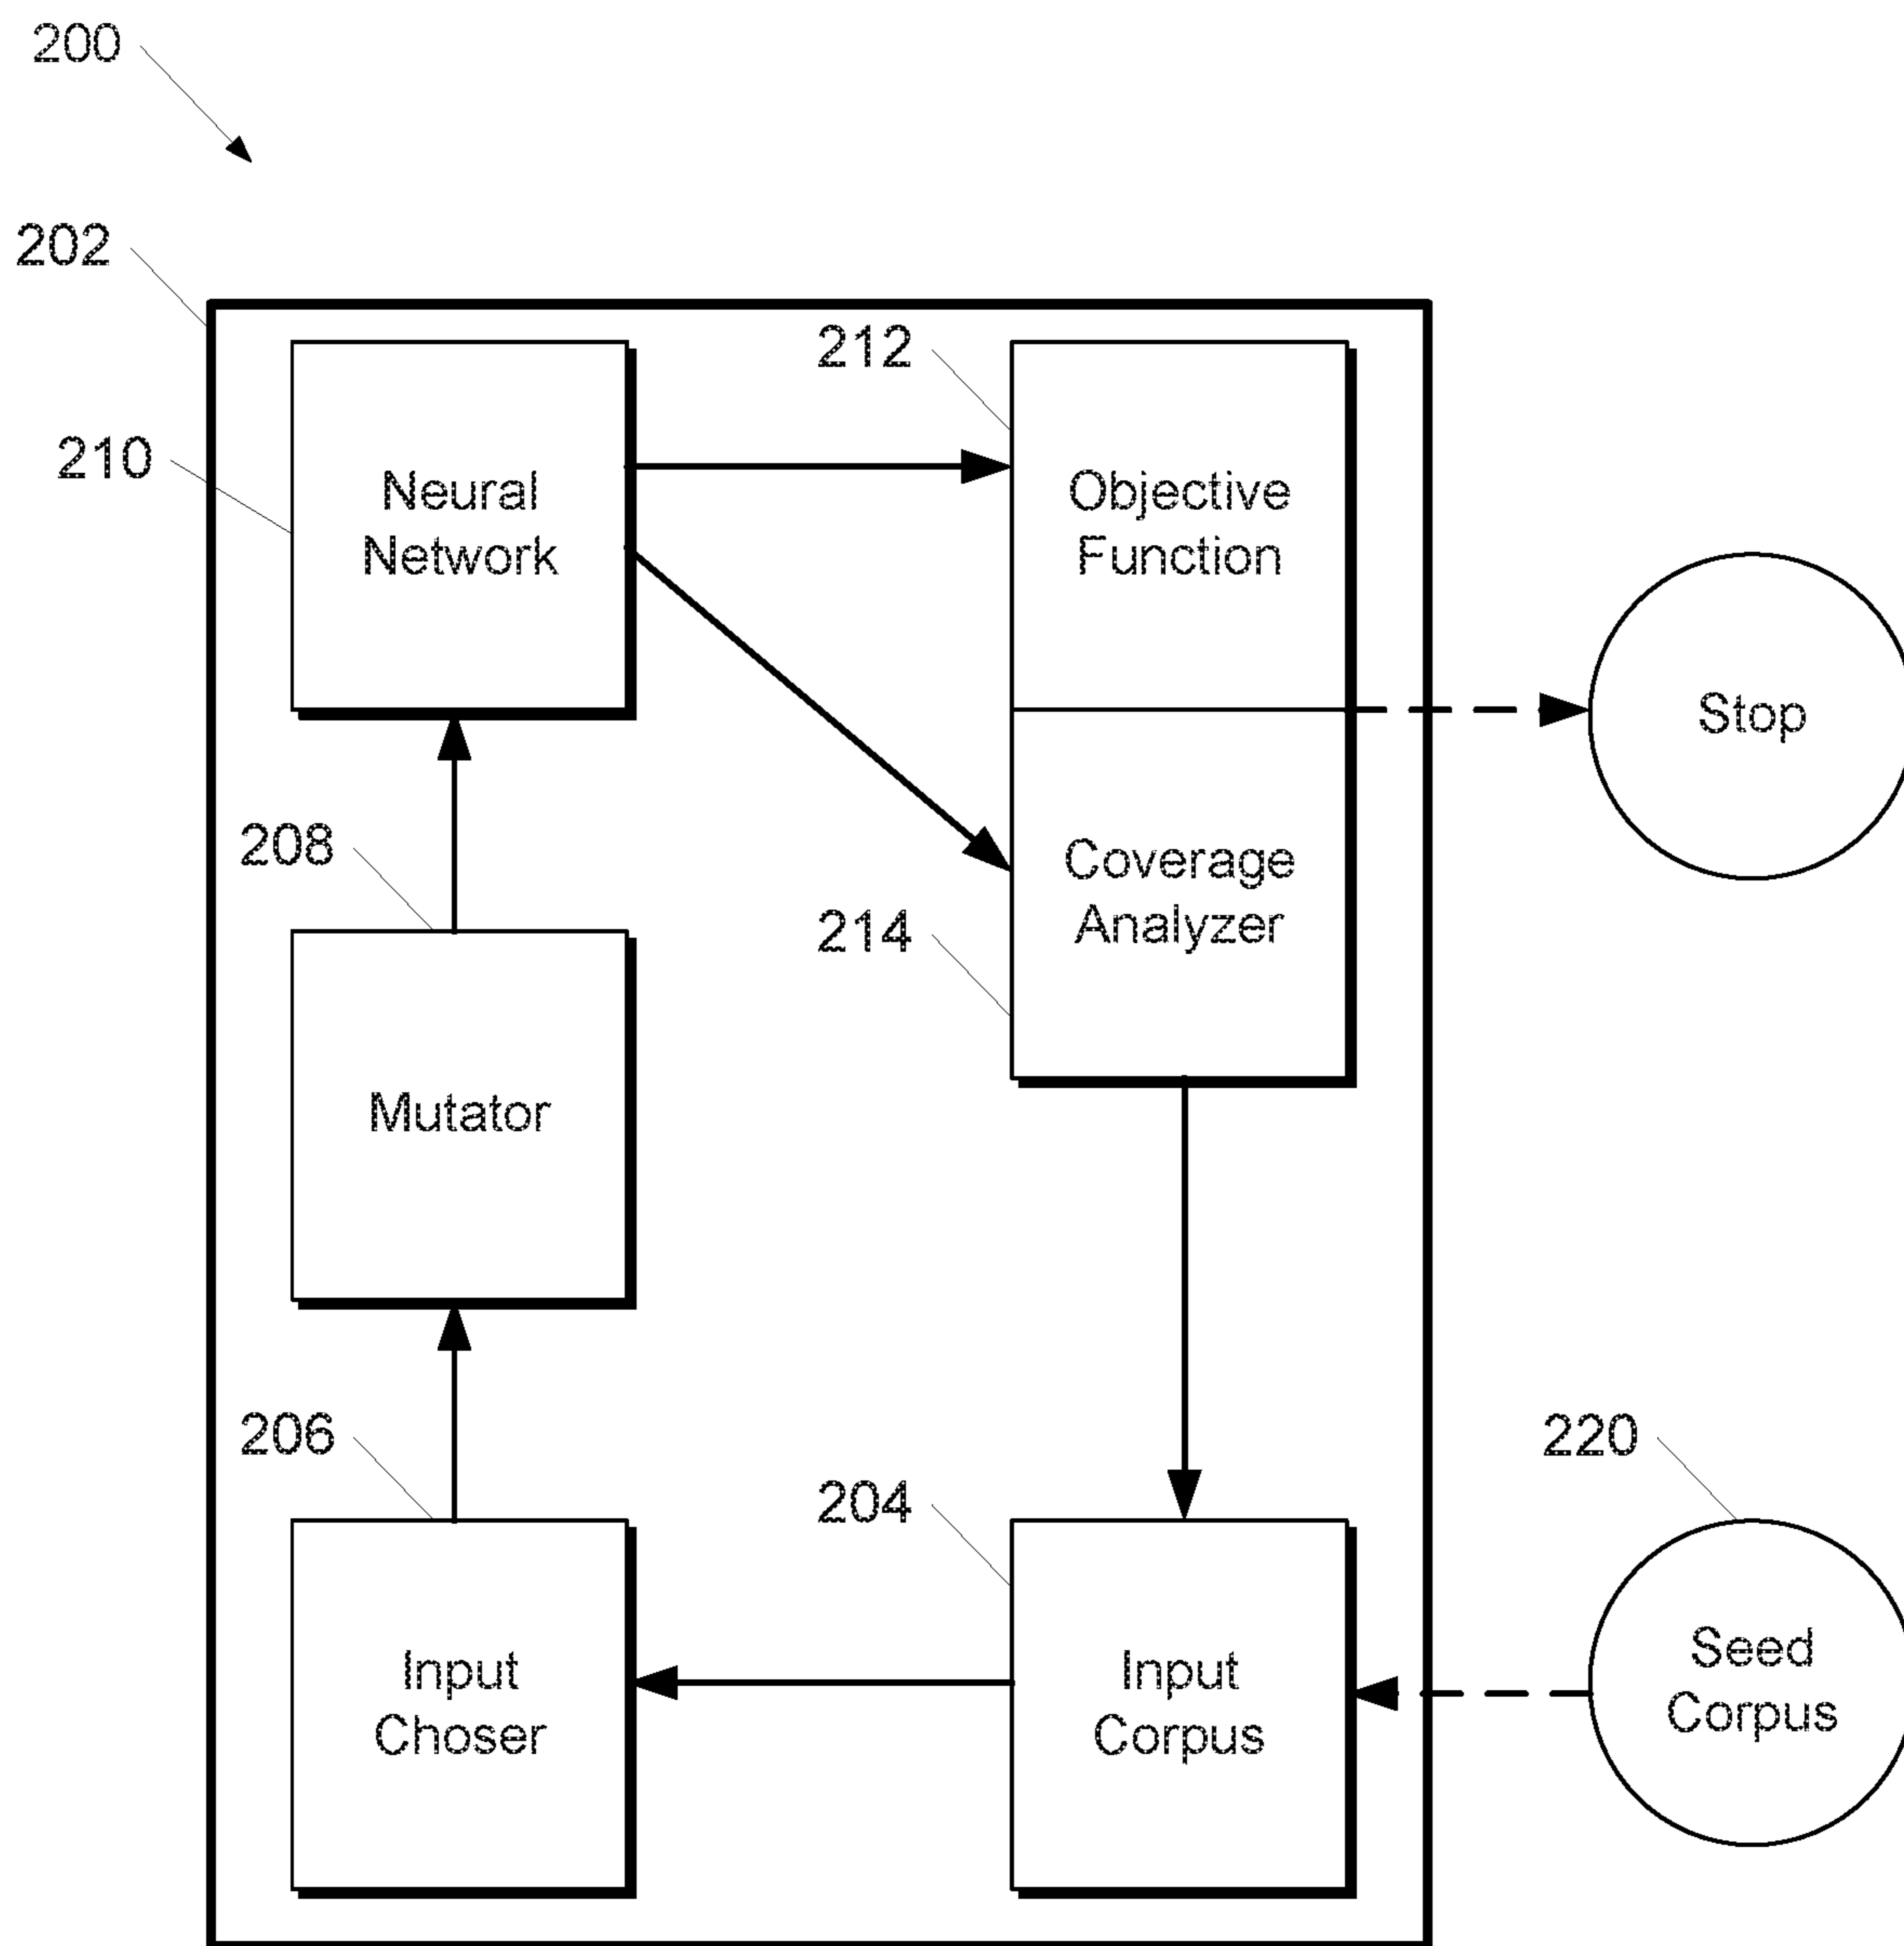 200
202
212
210
Neural
Network
Objective
Function
Stop
208
Coverage
Analyzer
214
Mutator
206
220
204
Input
Choser
Input
Corpus
Seed
Corpus